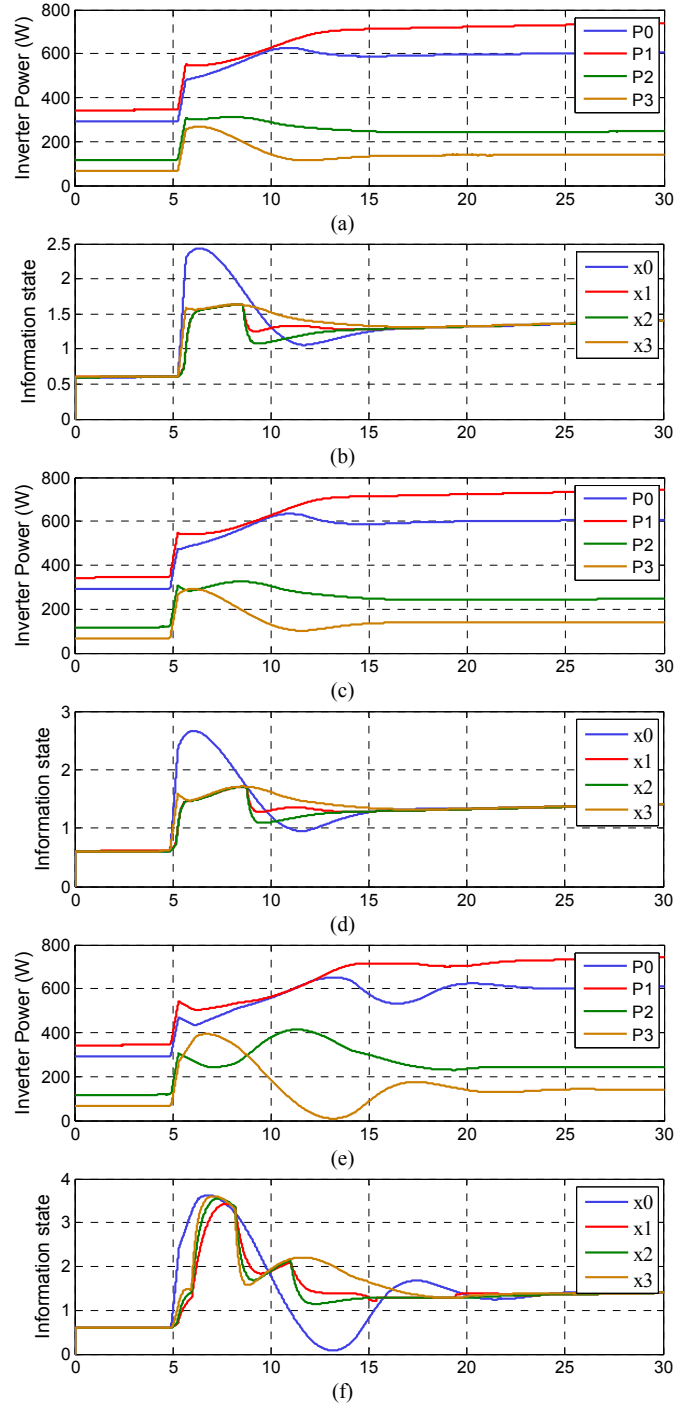 800
600
400
200
0
Inverter Power (W)
P0
P1
P2
P3
0 5 10 15 20 25 30
(a)
2.5
2
1.5
1
0.5
0
Information state
x0
x1
x2
x3
0 5 10 15 20 25 30
(b)
800
600
400
200
0
Inverter Power (W)
P0
P1
P2
P3
0 5 10 15 20 25 30
(c)
3
2
1
0
Information state
x0
x1
x2
x3
0 5 10 15 20 25 30
(d)
800
600
400
200
0
Inverter Power (W)
P0
P1
P2
P3
0 5 10 15 20 25 30
(e)
4
3
2
1
0
Information state
x0
x1
x2
x3
0 5 10 15 20 25 30
(f)